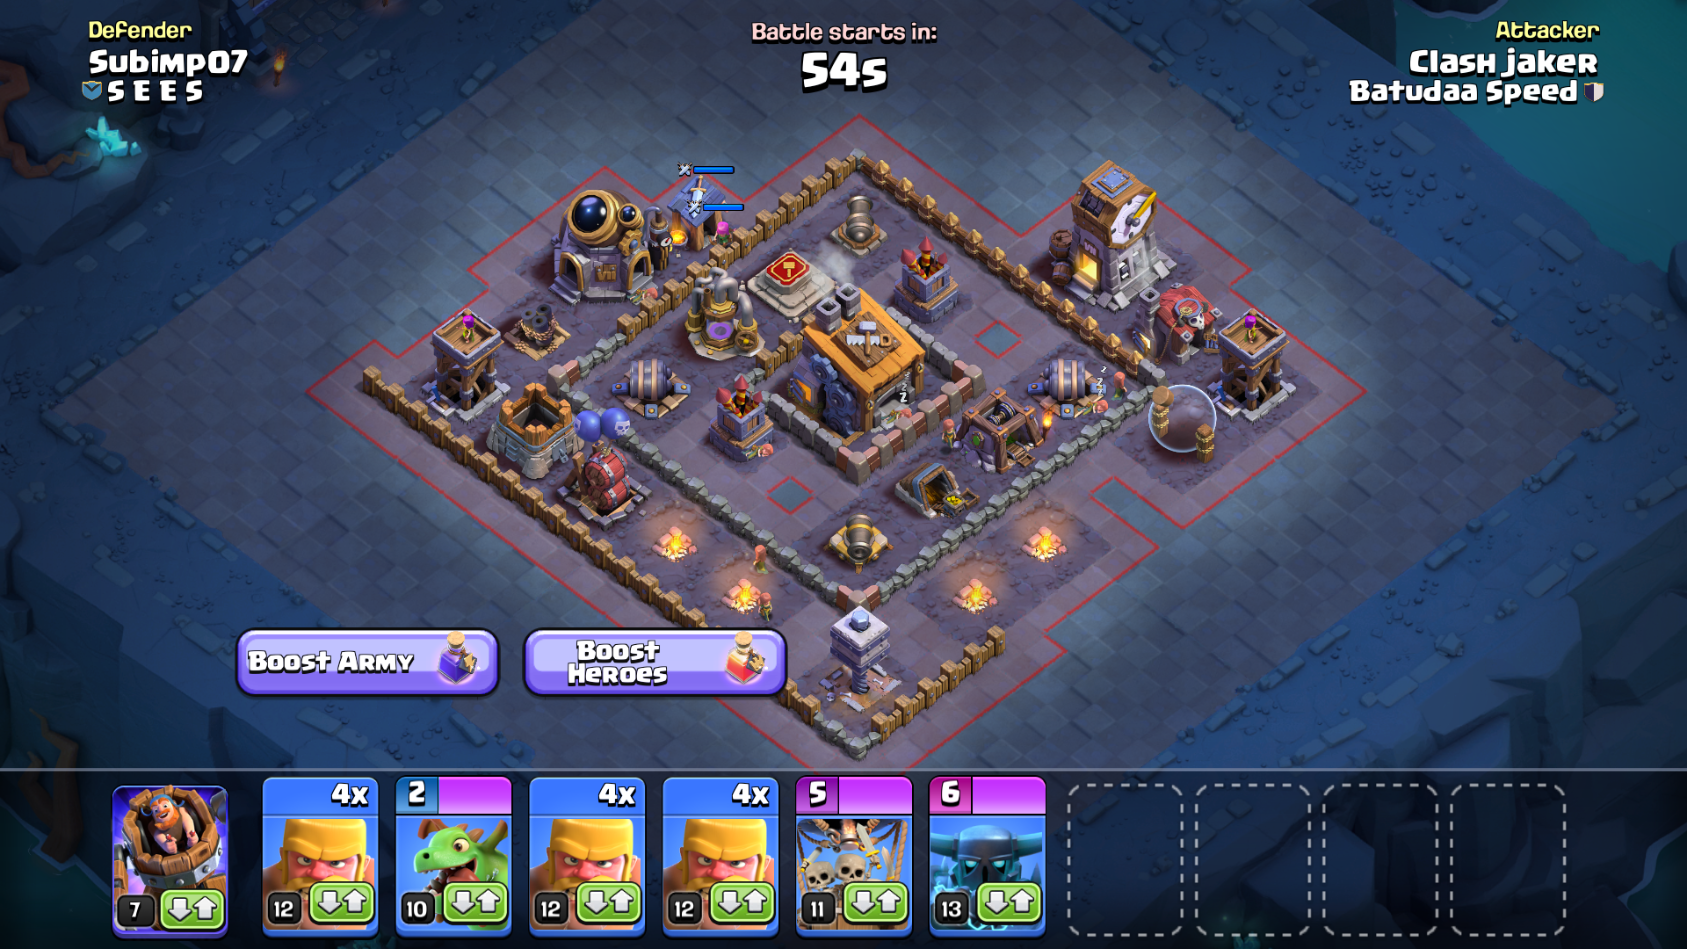 Defender
Subimp07
S E E S
Battle starts in:
54s
Attacker
Clash jaker
Batudaa Speed
z
z
z
z
z
Boost Army
Boost
Heroes
4x
2
4x
4x
5
6
7
12
10
12
12
11
13